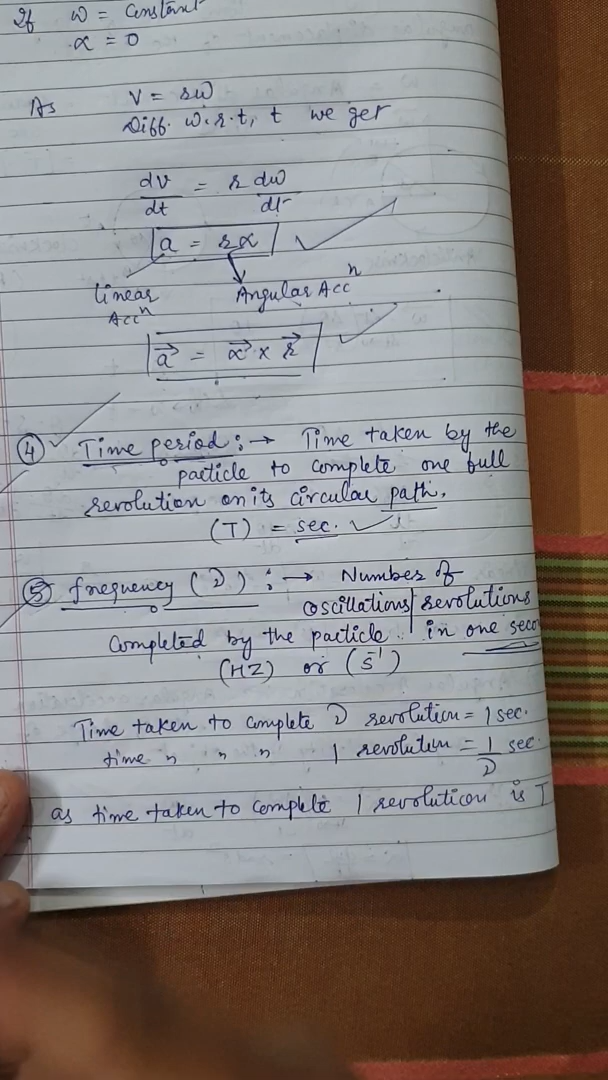 If ω = Constant
α = 0
As V = rω
Diff. w.r.t, t we get
dV/dt = r dω/dt
a = rα
linear Accⁿ Angular Accⁿ
a⃗ = α⃗ x r⃗
④ Time period :→ Time taken by the
particle to complete one full
revolution on its circular path.
(T) = sec.
⑤ frequency (ν) :→ Number of
oscillations/revolutions
Completed by the particle in one seco
(HZ) or (s⁻¹)
Time taken to complete ν revolution = 1 sec.
time " " " 1 revolution = 1/ν sec.
as time taken to complete 1 revolution is T